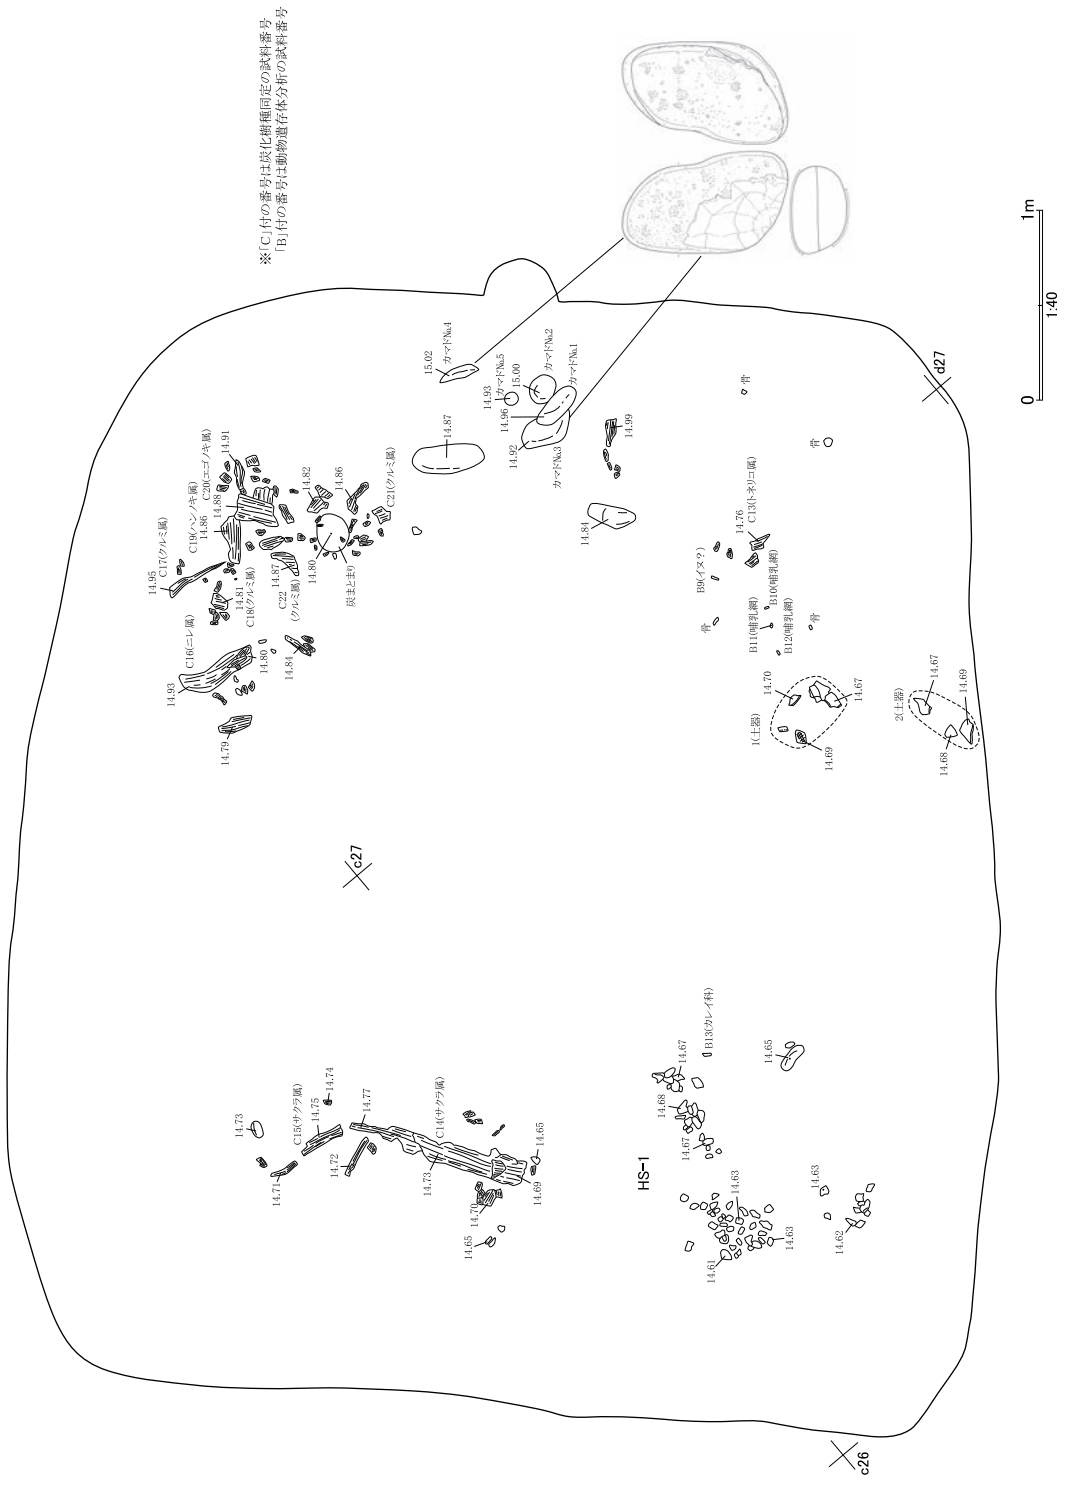 ※「C」付の番号は炭化樹種同定の試料番号
「B」付の番号は動物遺存体分析の試料番号
15.02
カマドNo.4
14.93
カマドNo.5
15.00
カマドNo.2
カマドNo.1
14.96
14.92
カマドNo.3
14.87
14.99
14.84
骨
骨
d27
0
1m
1:40
14.91
C20(エゴノキ属)
14.88
C19(ハンノキ属)
14.86
C17(クルミ属)
14.95
14.82
14.86
C21(クルミ属)
14.80
炭まとまり
14.87
C22
(クルミ属)
14.81
C18(クルミ属)
C16(ニレ属)
14.93
14.80
14.84
14.79
14.76
C13(トネリコ属)
B9(イヌ?)
骨
B10(哺乳綱)
B11(哺乳綱)
B12(哺乳綱)
骨
14.70
14.67
1(土器)
14.69
2(土器)
14.67
14.69
14.68
c27
14.73
C15(サクラ属)
14.75
14.74
14.77
14.71
14.72
C14(サクラ属)
14.73
14.65
14.69
14.70
14.65
B13(カレイ科)
14.67
14.68
14.67
14.65
HS-1
14.63
14.63
14.61
14.63
14.62
c26